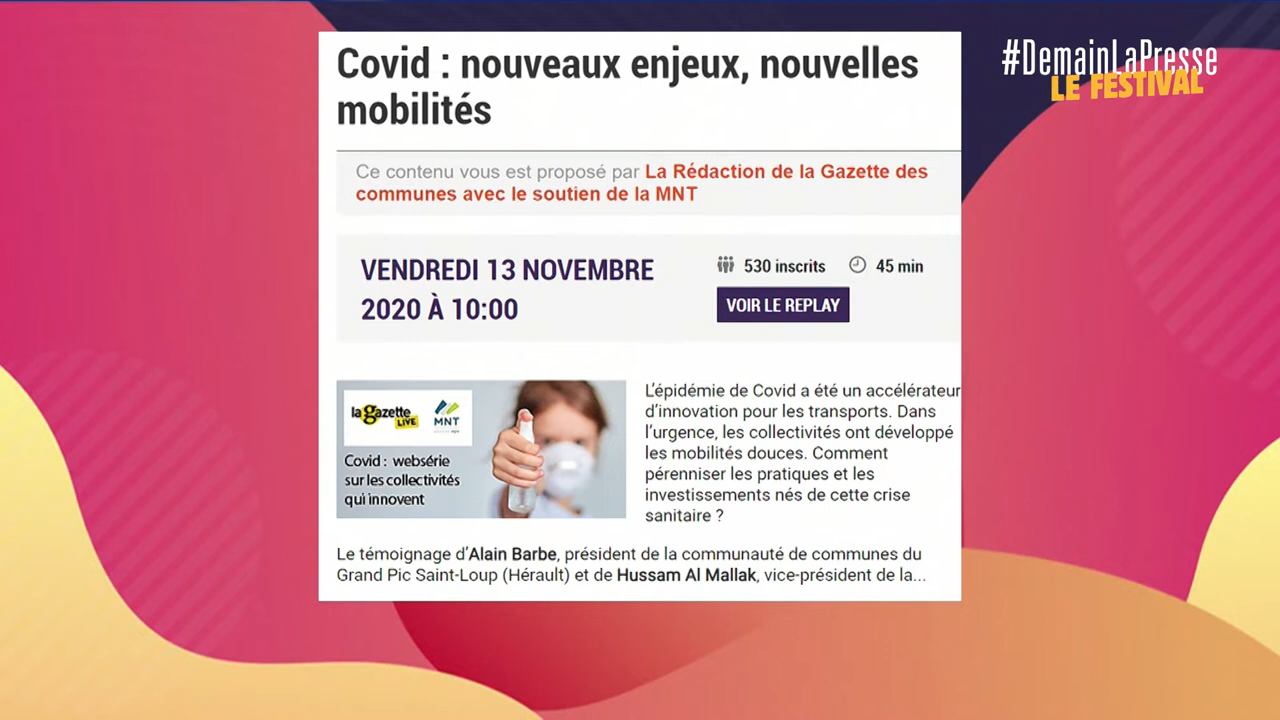 #DemainLaPresse
LE FESTIVAL
Covid : nouveaux enjeux, nouvelles
mobilités
Ce contenu vous est proposé par La Rédaction de la Gazette des
communes avec le soutien de la MNT
VENDREDI 13 NOVEMBRE
2020 À 10:00
530 inscrits 45 min
VOIR LE REPLAY
la gazette
LIVE
MNT
Covid : websérie
sur les collectivités
qui innovent
L'épidémie de Covid a été un accélérateur
d'innovation pour les transports. Dans
l'urgence, les collectivités ont développé
les mobilités douces. Comment
pérenniser les pratiques et les
investissements nés de cette crise
sanitaire ?
Le témoignage d'Alain Barbe, président de la communauté de communes du
Grand Pic Saint-Loup (Hérault) et de Hussam Al Mallak, vice-président de la...